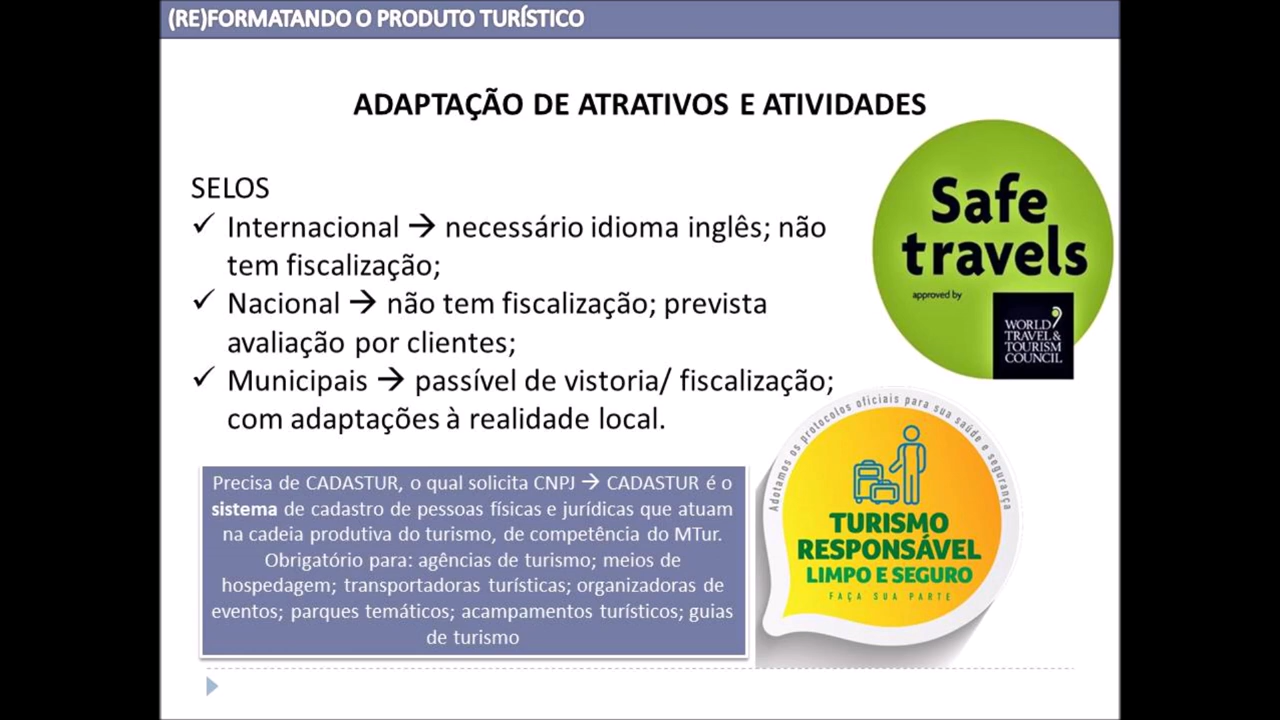 (RE)FORMATANDO O PRODUTO TURÍSTICO
ADAPTAÇÃO DE ATRATIVOS E ATIVIDADES
SELOS
✓ Internacional → necessário idioma inglês; não
tem fiscalização;
✓ Nacional → não tem fiscalização; prevista
avaliação por clientes;
✓ Municipais → passível de vistoria/ fiscalização;
com adaptações à realidade local.
Precisa de CADASTUR, o qual solicita CNPJ → CADASTUR é o
sistema de cadastro de pessoas físicas e jurídicas que atuam
na cadeia produtiva do turismo, de competência do MTur.
Obrigatório para: agências de turismo; meios de
hospedagem; transportadoras turísticas; organizadoras de
eventos; parques temáticos; acampamentos turísticos; guias
de turismo
Safe
travels
approved by
WORLD
TRAVEL &
TOURISM
COUNCIL
Adotamos os protocolos oficiais para sua saúde e segurança
TURISMO
RESPONSÁVEL
LIMPO E SEGURO
FAÇA SUA PARTE